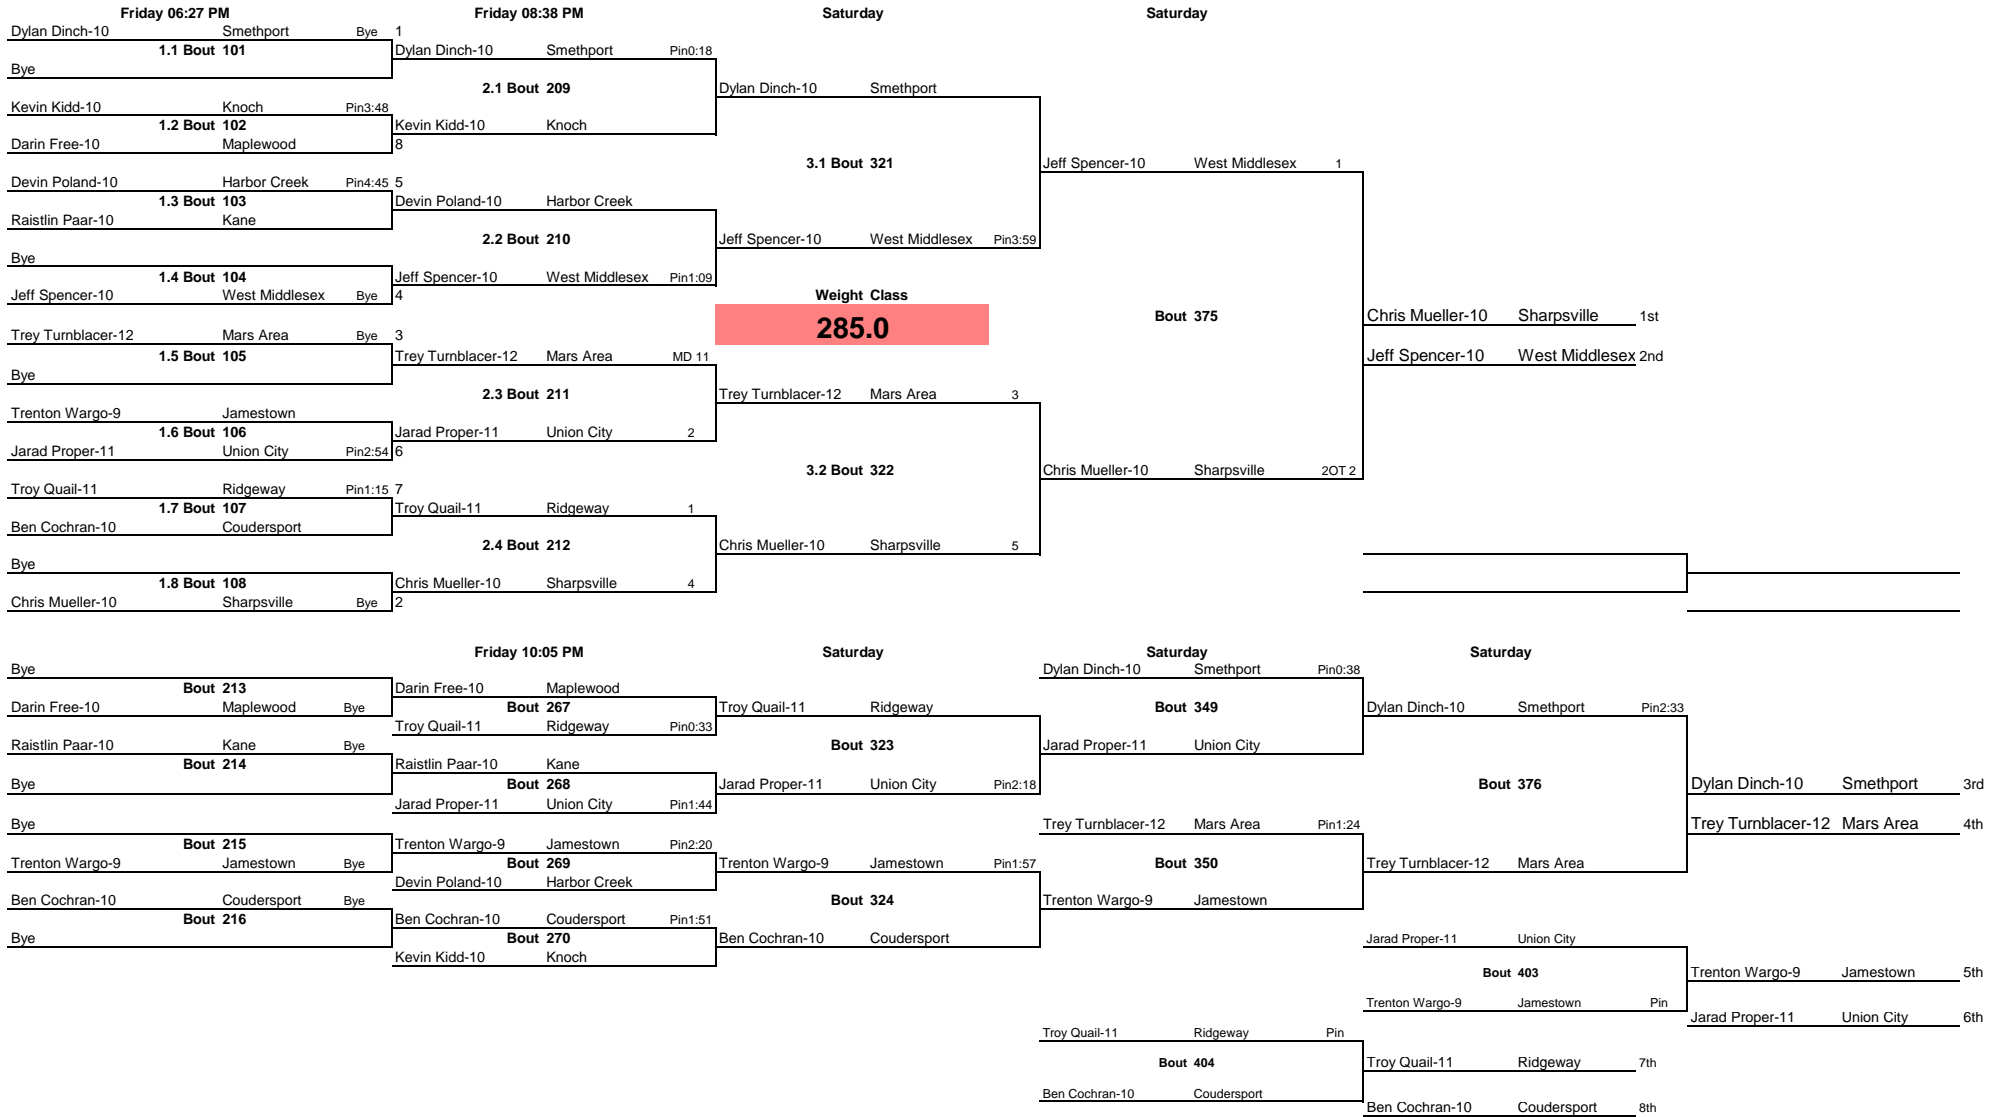 Friday 06:27 PM Friday 08:38 PM Saturday Saturday
Dylan Dinch-10 Smethport Bye 1
1.1 Bout 101 Dylan Dinch-10 Smethport Pin0:18
Bye
2.1 Bout 209 Dylan Dinch-10 Smethport
Kevin Kidd-10 Knoch Pin3:48
1.2 Bout 102 Kevin Kidd-10 Knoch
Darin Free-10 Maplewood 8
3.1 Bout 321 Jeff Spencer-10 West Middlesex 1
Devin Poland-10 Harbor Creek Pin4:45 5
1.3 Bout 103 Devin Poland-10 Harbor Creek
Raistlin Paar-10 Kane
2.2 Bout 210 Jeff Spencer-10 West Middlesex Pin3:59
Bye
1.4 Bout 104 Jeff Spencer-10 West Middlesex Pin1:09
Jeff Spencer-10 West Middlesex Bye 4 Weight Class
285.0 Bout 375 Chris Mueller-10 Sharpsville 1st
Trey Turnblacer-12 Mars Area Bye 3
1.5 Bout 105 Trey Turnblacer-12 Mars Area MD 11 Jeff Spencer-10 West Middlesex 2nd
Bye
2.3 Bout 211 Trey Turnblacer-12 Mars Area 3
Trenton Wargo-9 Jamestown
1.6 Bout 106 Jarad Proper-11 Union City 2
Jarad Proper-11 Union City Pin2:54 6
3.2 Bout 322 Chris Mueller-10 Sharpsville 2OT 2
Troy Quail-11 Ridgeway Pin1:15 7
1.7 Bout 107 Troy Quail-11 Ridgeway 1
Ben Cochran-10 Coudersport
2.4 Bout 212 Chris Mueller-10 Sharpsville 5
Bye
1.8 Bout 108 Chris Mueller-10 Sharpsville 4
Chris Mueller-10 Sharpsville Bye 2
Friday 10:05 PM Saturday Saturday Saturday
Bye Dylan Dinch-10 Smethport Pin0:38
Bout 213 Darin Free-10 Maplewood
Darin Free-10 Maplewood Bye Bout 267 Troy Quail-11 Ridgeway Bout 349 Dylan Dinch-10 Smethport Pin2:33
Troy Quail-11 Ridgeway Pin0:33
Raistlin Paar-10 Kane Bye Bout 323 Jarad Proper-11 Union City
Bout 214 Raistlin Paar-10 Kane
Bye Bout 268 Jarad Proper-11 Union City Pin2:18 Bout 376 Dylan Dinch-10 Smethport 3rd
Jarad Proper-11 Union City Pin1:44
Bye Trey Turnblacer-12 Mars Area Pin1:24 Trey Turnblacer-12 Mars Area 4th
Bout 215 Trenton Wargo-9 Jamestown Pin2:20
Trenton Wargo-9 Jamestown Bye Bout 269 Trenton Wargo-9 Jamestown Pin1:57 Bout 350 Trey Turnblacer-12 Mars Area
Devin Poland-10 Harbor Creek
Ben Cochran-10 Coudersport Bye Bout 324 Trenton Wargo-9 Jamestown
Bout 216 Ben Cochran-10 Coudersport Pin1:51
Bye Bout 270 Ben Cochran-10 Coudersport Jarad Proper-11 Union City
Kevin Kidd-10 Knoch
Bout 403 Trenton Wargo-9 Jamestown 5th
Trenton Wargo-9 Jamestown Pin
Jarad Proper-11 Union City 6th
Troy Quail-11 Ridgeway Pin
Bout 404 Troy Quail-11 Ridgeway 7th
Ben Cochran-10 Coudersport
Ben Cochran-10 Coudersport 8th